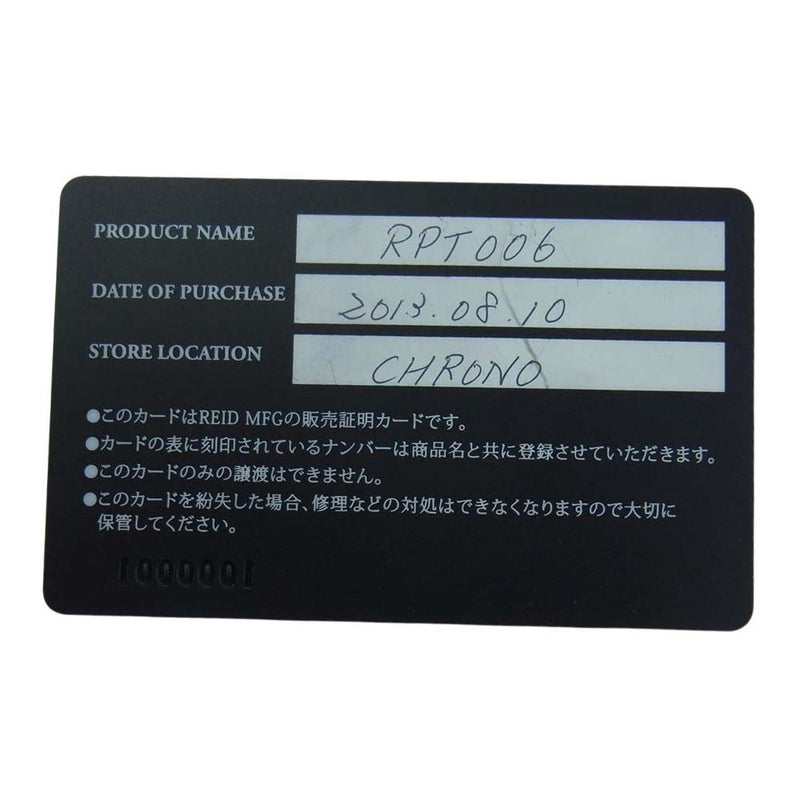 PRODUCT NAME RPT006
DATE OF PURCHASE 2013.08.10
STORE LOCATION CHRONO
●このカードはREID MFGの販売証明カードです。
●カードの表に刻印されているナンバーは商品名と共に登録させていただきます。
●このカードのみの譲渡はできません。
●このカードを紛失した場合、修理などの対処はできなくなりますので大切に
保管してください。